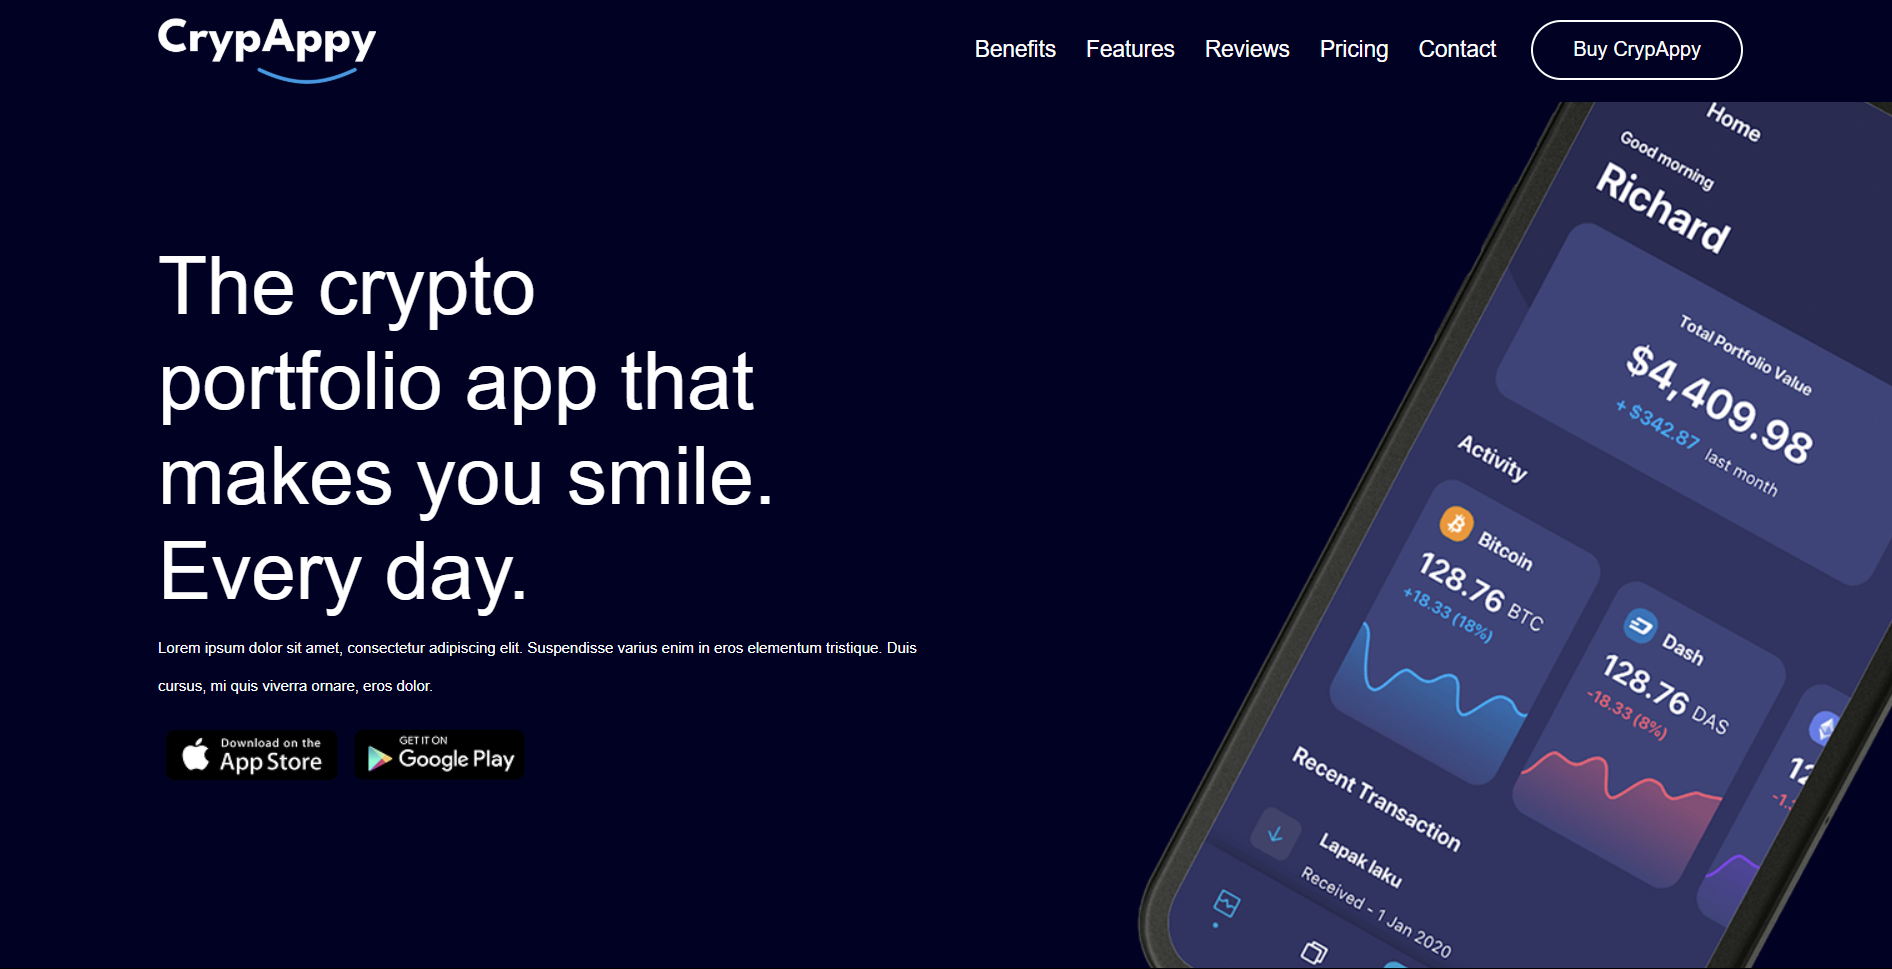 CrypAppy
Benefits
Features
Reviews
Pricing
Contact
Buy CrypAppy
The crypto
portfolio app that
makes you smile.
Every day.
Lorem ipsum dolor sit amet, consectetur adipiscing elit. Suspendisse varius enim in eros elementum tristique. Duis
cursus, mi quis viverra ornare, eros dolor.
Download on the
App Store
GET IT ON
Google Play
Home
Good morning
Richard
Total Portfolio Value
$4,409.98
+ $342.87 last month
Activity
Bitcoin
128.76 BTC
+18.33 (18%)
Dash
128.76 DAS
-18.33 (8%)
Recent Transaction
Lapak laku
Received - 1 Jan 2020